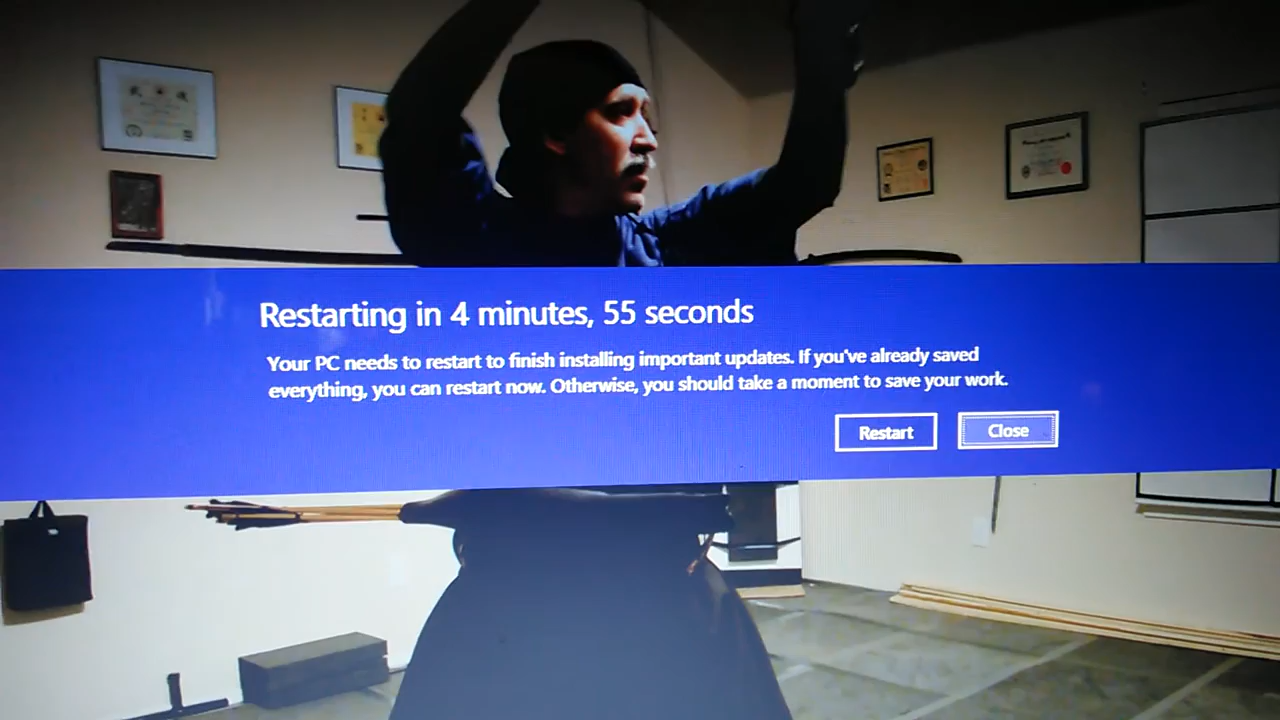 Restarting in 4 minutes, 55 seconds
Your PC needs to restart to finish installing important updates. If you've already saved
everything, you can restart now. Otherwise, you should take a moment to save your work.
Restart
Close